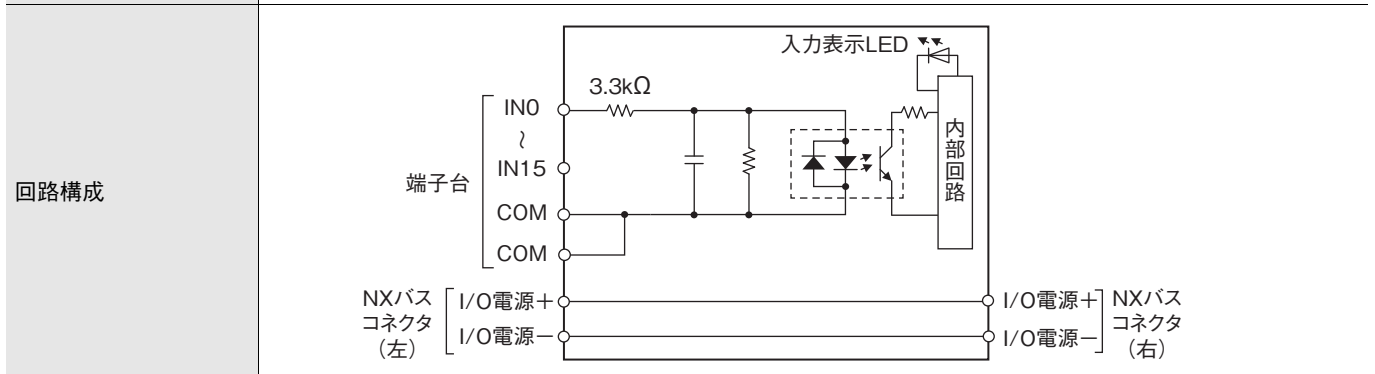 回路構成
入力表示LED
3.3kΩ
端子台
IN0
~
IN15
COM
COM
内部回路
NXバス
コネクタ
（左）
I/O電源＋
I/O電源－
I/O電源＋
I/O電源－
NXバス
コネクタ
（右）